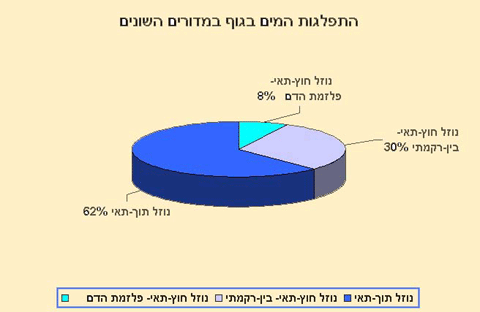 התפלגות המים בגוף במדורים השונים
נוזל חוץ-תאי-
פלזמת הדם 8%
נוזל חוץ-תאי-
בין-רקמתי 30%
נוזל תוך-תאי 62%
נוזל תוך-תאי נוזל חוץ-תאי- בין-רקמתי נוזל חוץ-תאי- פלזמת הדם